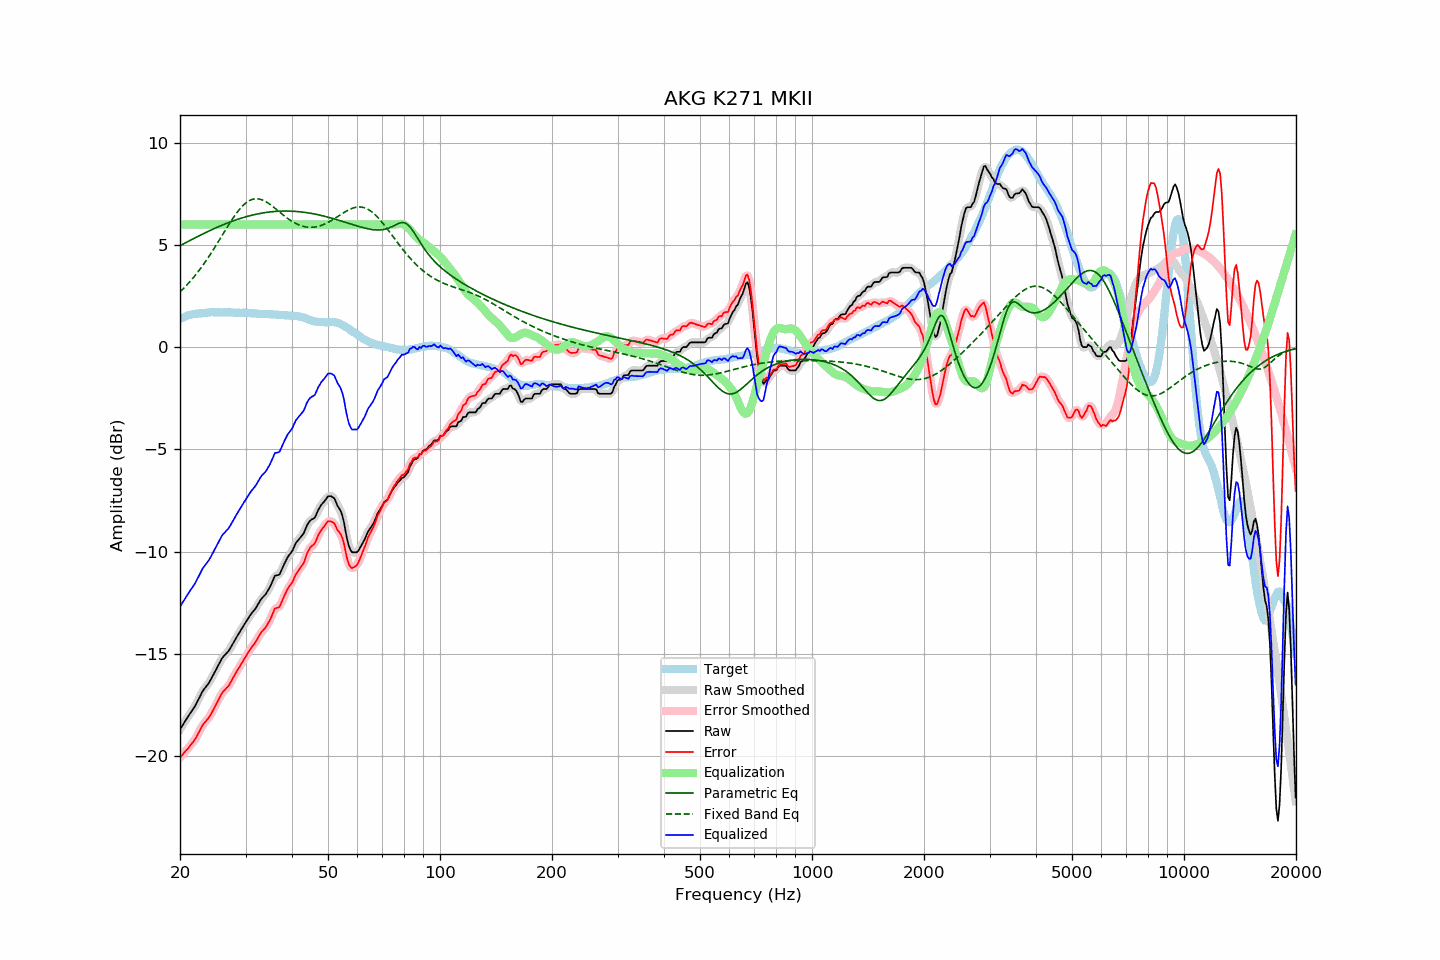 AKG K271 MKII
Amplitude (dBr)
10
5
0
−5
−10
−15
−20
Target
Raw Smoothed
Error Smoothed
Raw
Error
Equalization
Parametric Eq
Fixed Band Eq
Equalized
20 50 100 200 500 1000 2000 5000 10000 20000
Frequency (Hz)